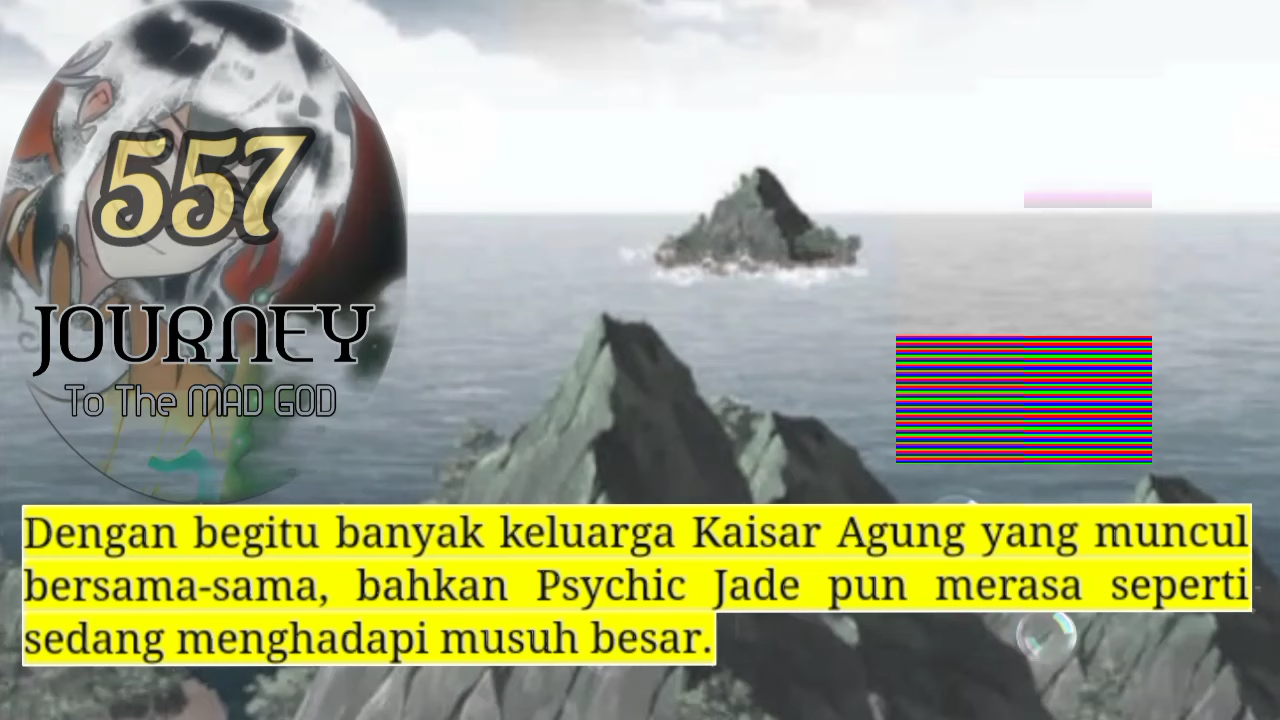 557
JOURNEY
To The MAD GOD
Dengan begitu banyak keluarga Kaisar Agung yang muncul
bersama-sama, bahkan Psychic Jade pun merasa seperti
sedang menghadapi musuh besar.